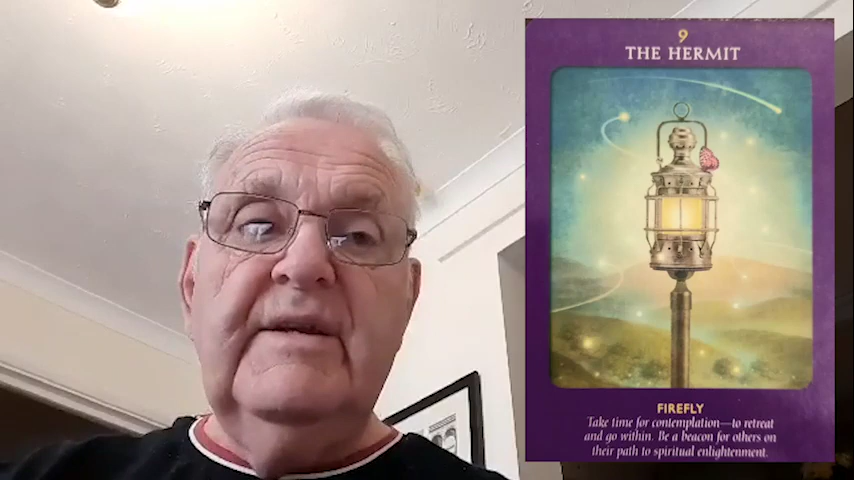 9
THE HERMIT
FIREFLY
Take time for contemplation—to retreat
and go within. Be a beacon for others on
their path to spiritual enlightenment.